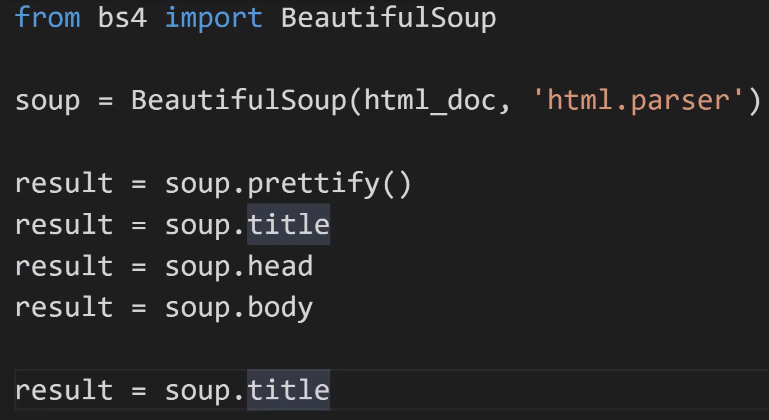 from bs4 import BeautifulSoup
soup = BeautifulSoup(html_doc, 'html.parser')
result = soup.prettify()
result = soup.title
result = soup.head
result = soup.body
result = soup.title